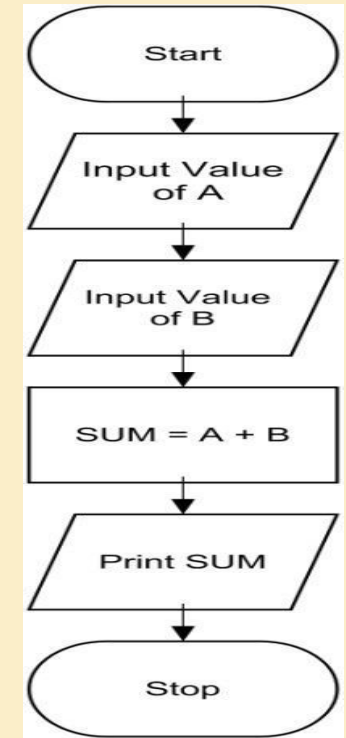 Start
Input Value
of A
Input Value
of B
SUM = A + B
Print SUM
Stop